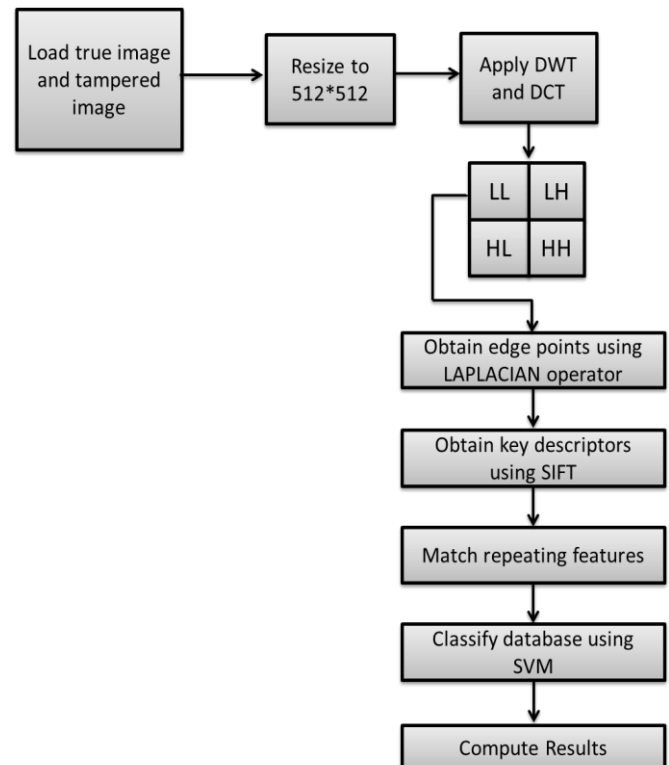 Load true image
and tampered
image
Resize to
512*512
Apply DWT
and DCT
LL LH
HL HH
Obtain edge points using
LAPLACIAN operator
Obtain key descriptors
using SIFT
Match repeating features
Classify database using
SVM
Compute Results